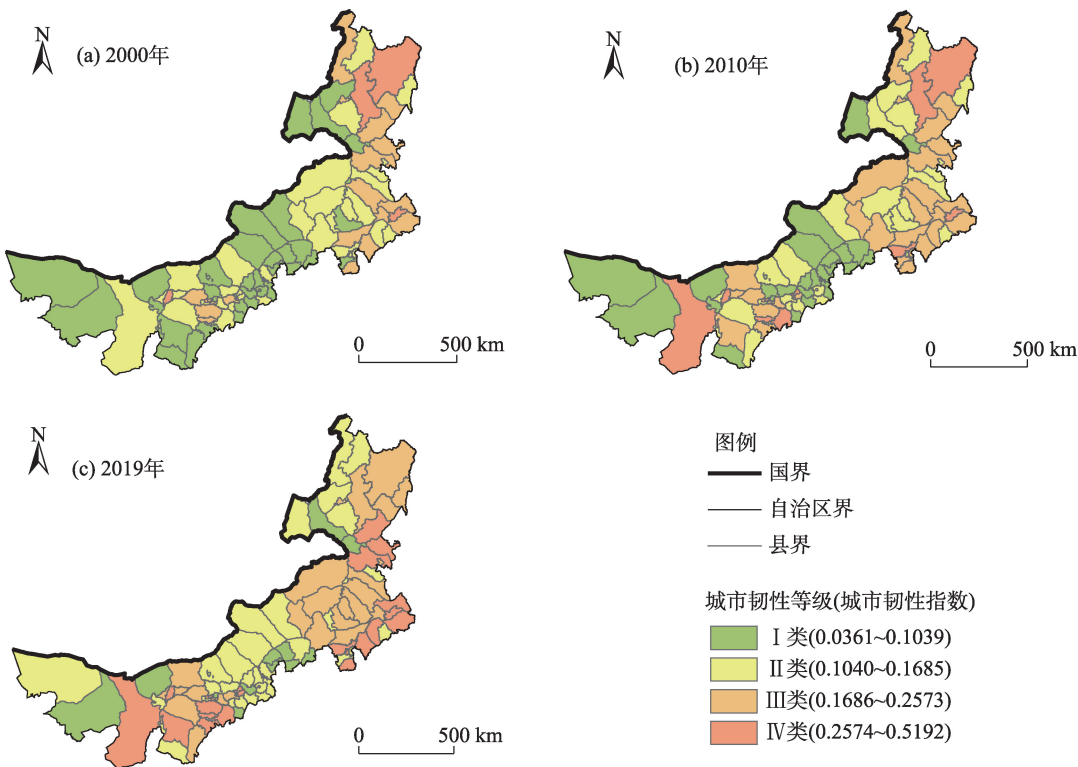 N
(a) 2000年
0 500 km
N
(b) 2010年
0 500 km
N
(c) 2019年
0 500 km
图例
国界
自治区界
县界
城市韧性等级(城市韧性指数)
Ⅰ类(0.0361~0.1039)
Ⅱ类(0.1040~0.1685)
Ⅲ类(0.1686~0.2573)
Ⅳ类(0.2574~0.5192)